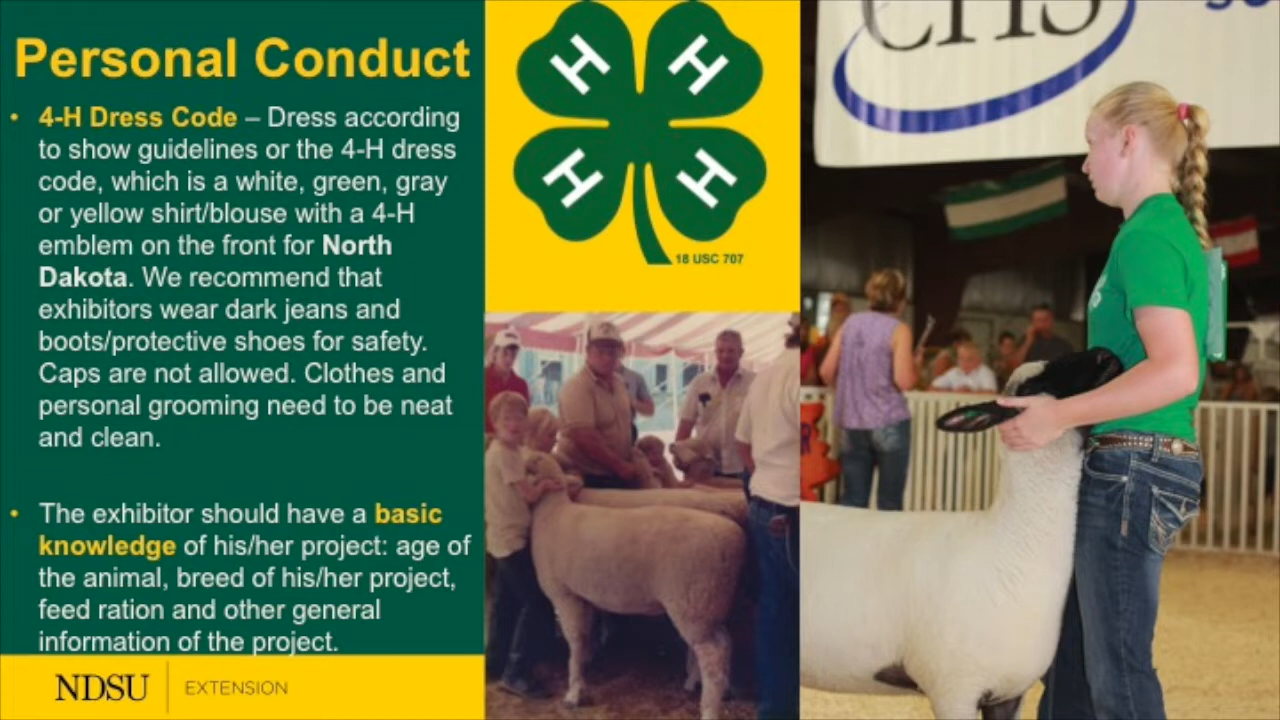 Personal Conduct
• 4-H Dress Code – Dress according
to show guidelines or the 4-H dress
code, which is a white, green, gray
or yellow shirt/blouse with a 4-H
emblem on the front for North
Dakota. We recommend that
exhibitors wear dark jeans and
boots/protective shoes for safety.
Caps are not allowed. Clothes and
personal grooming need to be neat
and clean.
• The exhibitor should have a basic
knowledge of his/her project: age of
the animal, breed of his/her project,
feed ration and other general
information of the project.
NDSU EXTENSION
H H
H H
18 USC 707
CHS